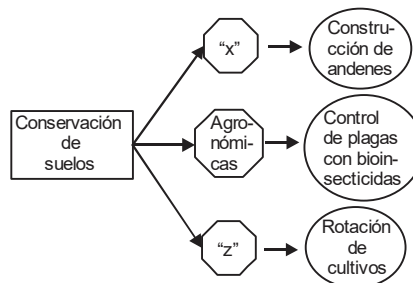 "x"
Constru-
cción de
andenes
Conservación
de
suelos
Agro-
nómi-
cas
Control
de plagas
con bioin-
secticidas
"z"
Rotación
de
cultivos